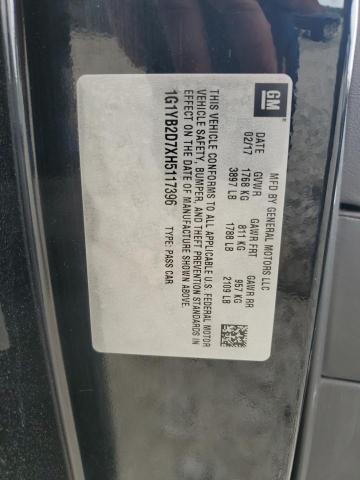 GM
MFD BY GENERAL MOTORS LLC
DATE GVWR GAWR FRT GAWR RR
02/17 1768 KG 811 KG 957 KG
3897 LB 1788 LB 2109 LB
THIS VEHICLE CONFORMS TO ALL APPLICABLE U.S. FEDERAL MOTOR
VEHICLE SAFETY, BUMPER, AND THEFT PREVENTION STANDARDS IN
EFFECT ON THE DATE OF MANUFACTURE SHOWN ABOVE.
1G1YB2D7XH5117396 TYPE: PASS CAR